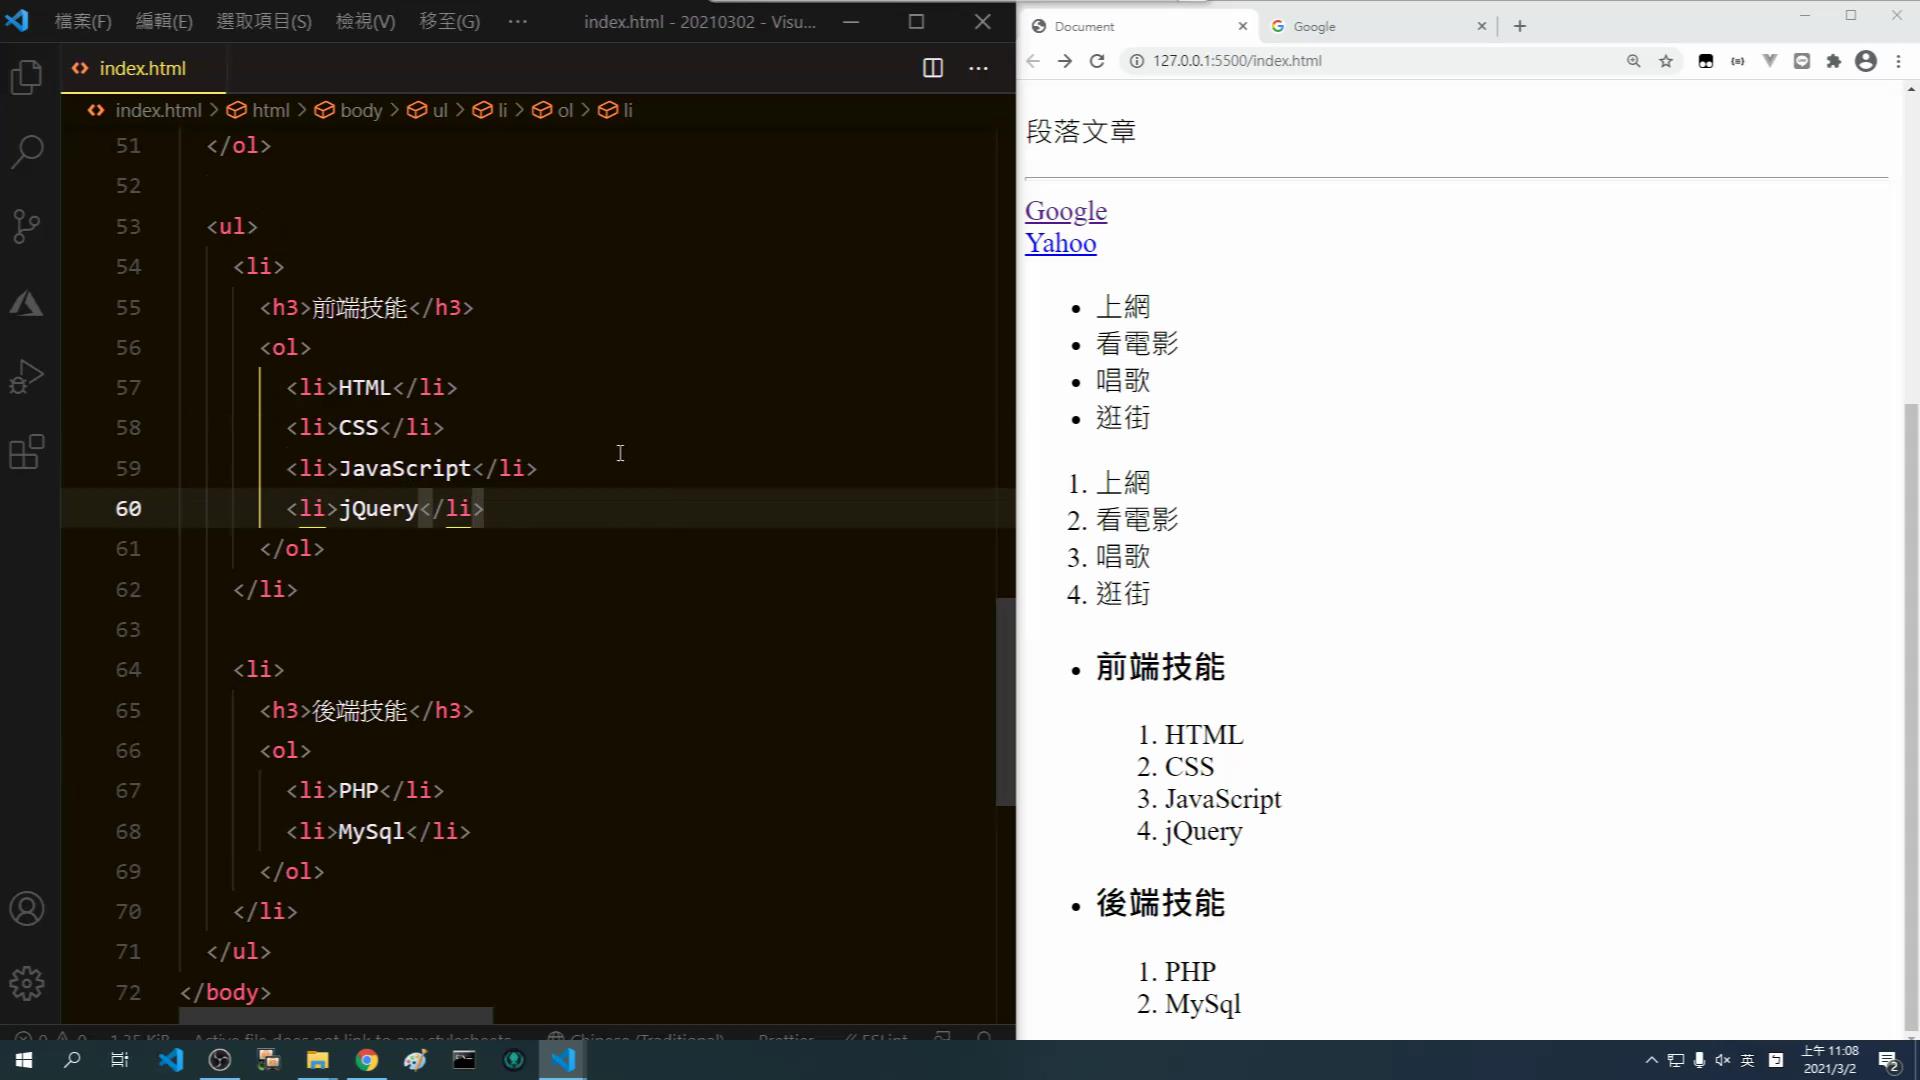 檔案(F) 編輯(E) 選取項目(S) 檢視(V) 移至(G) ··· index.html - 20210302 - Visu...
index.html
index.html > html > body > ul > li > ol > li
51 </ol>
52
53 <ul>
54 <li>
55 <h3>前端技能</h3>
56 <ol>
57 <li>HTML</li>
58 <li>CSS</li>
59 <li>JavaScript</li>
60 <li>jQuery</li>
61 </ol>
62 </li>
63
64 <li>
65 <h3>後端技能</h3>
66 <ol>
67 <li>PHP</li>
68 <li>MySql</li>
69 </ol>
70 </li>
71 </ul>
72 </body>
Document
Google
127.0.0.1:5500/index.html
段落文章
Google
Yahoo
• 上網
• 看電影
• 唱歌
• 逛街
1. 上網
2. 看電影
3. 唱歌
4. 逛街
• 前端技能
1. HTML
2. CSS
3. JavaScript
4. jQuery
• 後端技能
1. PHP
2. MySql
英
上午 11:08
2021/3/2
2